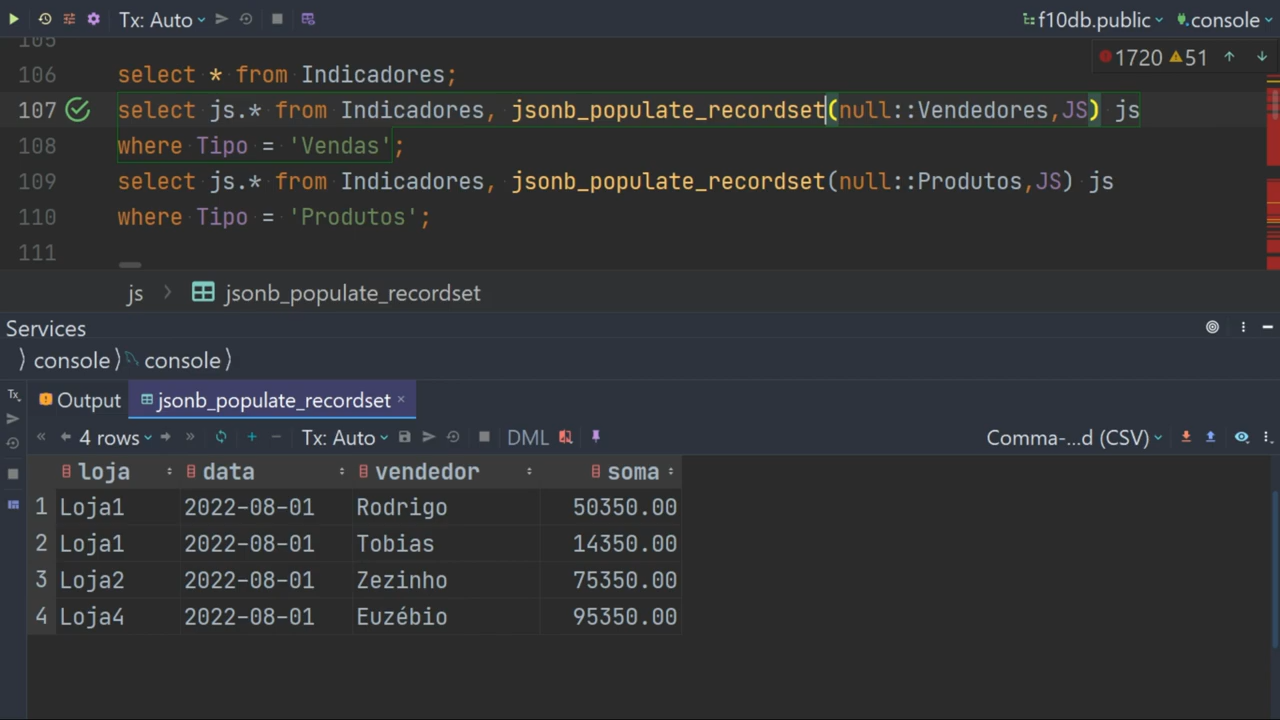 Tx: Auto f10db.public console
105
1720 51
106 select * from Indicadores;
107 select js.* from Indicadores, jsonb_populate_recordset(null::Vendedores,JS) js
108 where Tipo = 'Vendas';
109 select js.* from Indicadores, jsonb_populate_recordset(null::Produtos,JS) js
110 where Tipo = 'Produtos';
111
js > jsonb_populate_recordset
Services
console console
Tx Output jsonb_populate_recordset ×
« 4 rows » + - Tx: Auto DML Comma-...d (CSV)
loja data vendedor soma
1 Loja1 2022-08-01 Rodrigo 50350.00
2 Loja1 2022-08-01 Tobias 14350.00
3 Loja2 2022-08-01 Zezinho 75350.00
4 Loja4 2022-08-01 Euzébio 95350.00